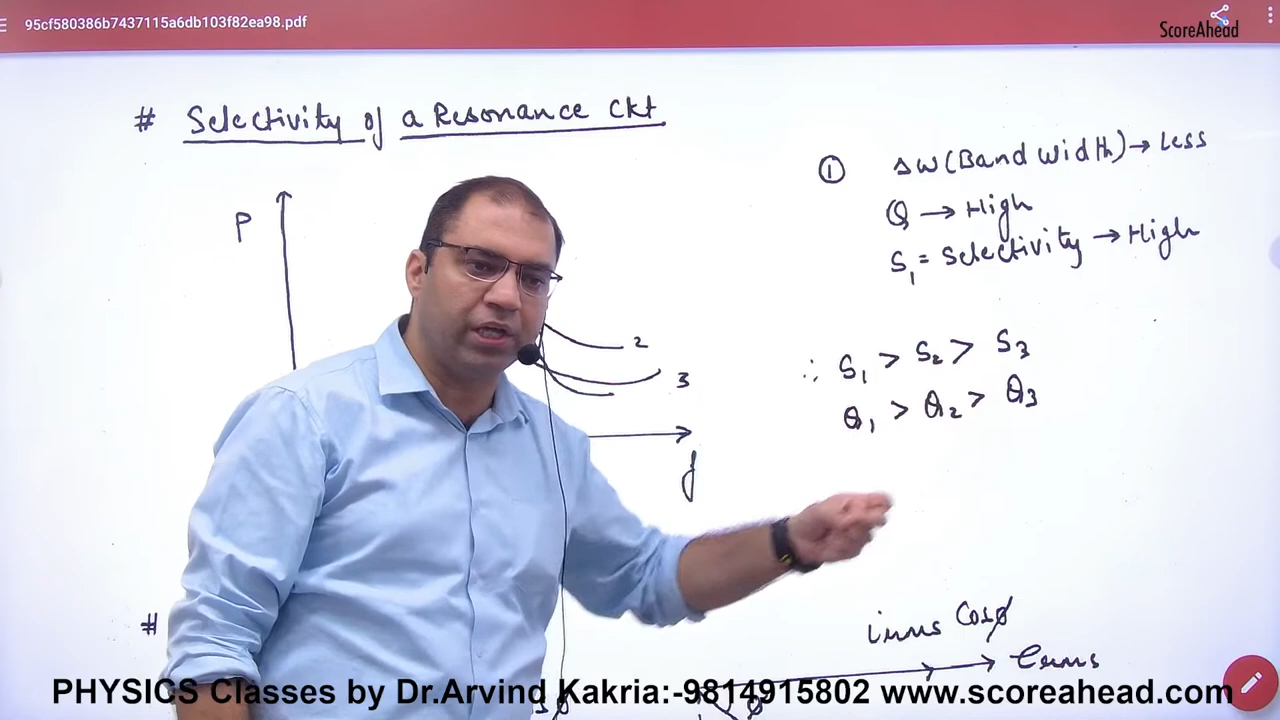 95cf580386b7437115a6db103f82ea98.pdf
ScoreAhead
# Selectivity of a Resonance Ckt
P
2
3
f
① ΔW (Band Width) → Less
Q → High
S₁ = Selectivity → High
∴ S₁ > S₂ > S₃
Q₁ > Q₂ > Q₃
#
irms Cosϕ
Erms
ϕ
PHYSICS Classes by Dr.Arvind Kakria:-9814915802 www.scoreahead.com